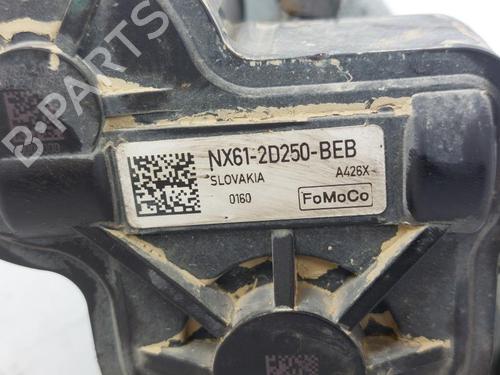 NX61-2D250-BEB
SLOVAKIA A426X
0160 FoMoCo
B-Parts